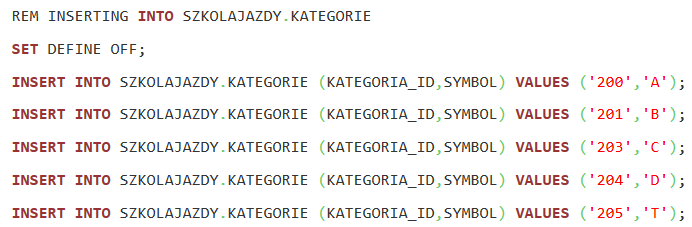 REM INSERTING INTO SZKOLAJAZDY.KATEGORIE
SET DEFINE OFF;
INSERT INTO SZKOLAJAZDY.KATEGORIE (KATEGORIA_ID,SYMBOL) VALUES ('200','A');
INSERT INTO SZKOLAJAZDY.KATEGORIE (KATEGORIA_ID,SYMBOL) VALUES ('201','B');
INSERT INTO SZKOLAJAZDY.KATEGORIE (KATEGORIA_ID,SYMBOL) VALUES ('203','C');
INSERT INTO SZKOLAJAZDY.KATEGORIE (KATEGORIA_ID,SYMBOL) VALUES ('204','D');
INSERT INTO SZKOLAJAZDY.KATEGORIE (KATEGORIA_ID,SYMBOL) VALUES ('205','T');